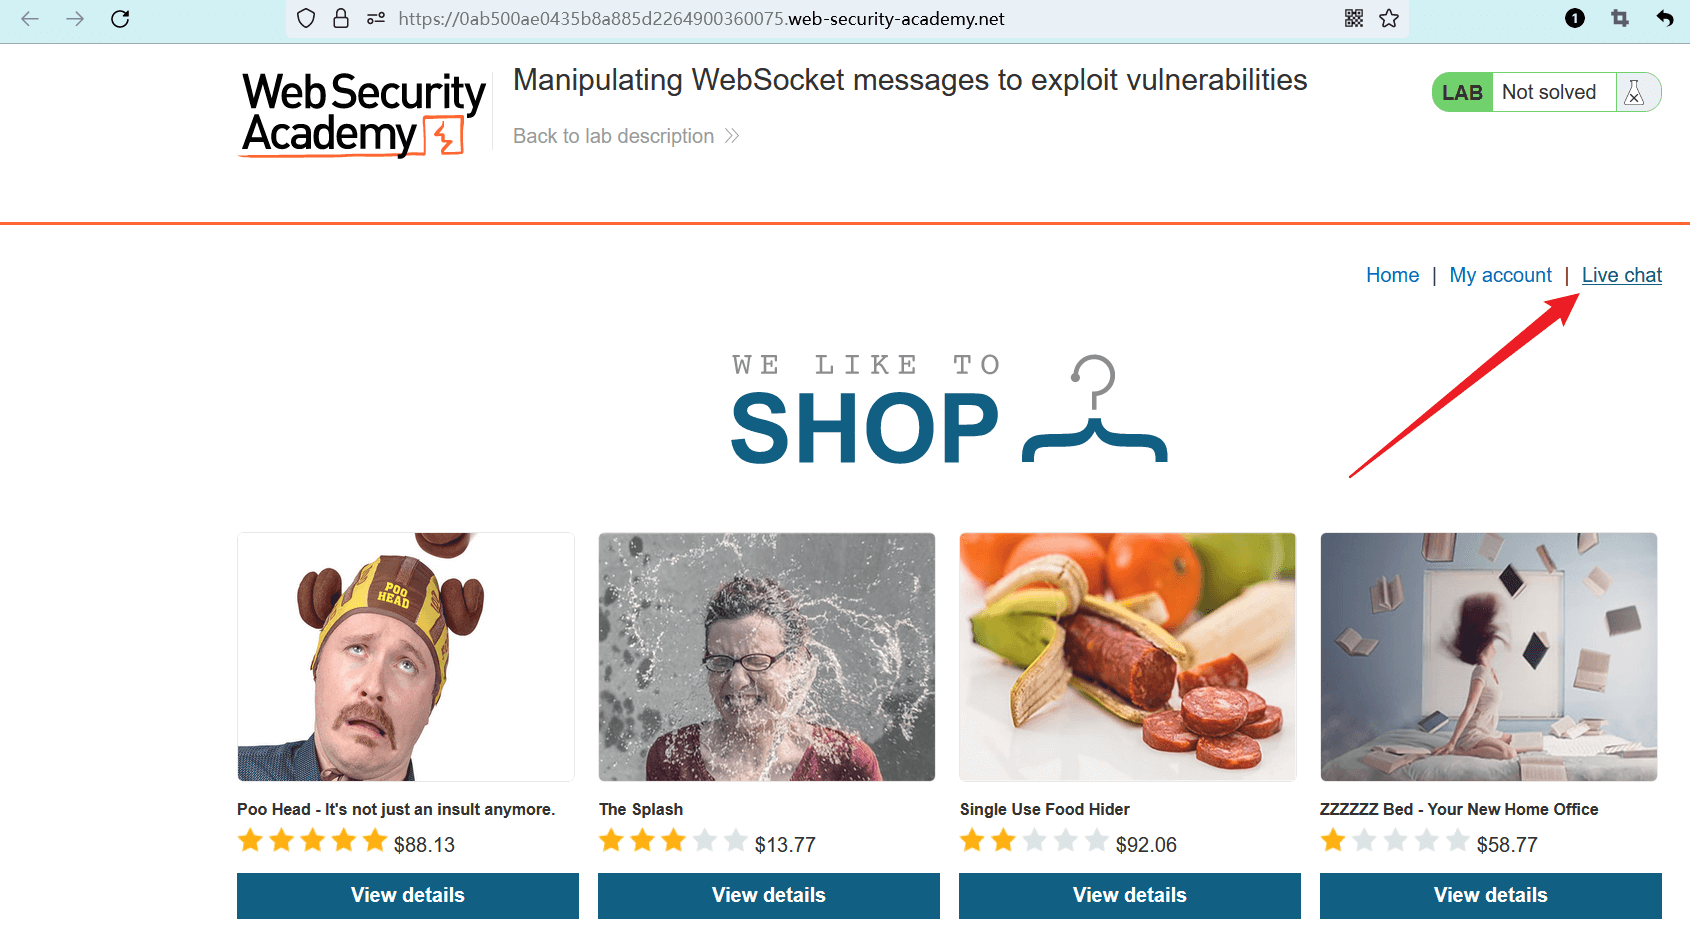 https://0ab500ae0435b8a885d2264900360075.web-security-academy.net
1
Web Security
Academy
Manipulating WebSocket messages to exploit vulnerabilities
Back to lab description
LAB Not solved
Home | My account | Live chat
WE LIKE TO
SHOP
POO
HEAD
Poo Head - It's not just an insult anymore.
$88.13
View details
The Splash
$13.77
View details
Single Use Food Hider
$92.06
View details
ZZZZZZ Bed - Your New Home Office
$58.77
View details